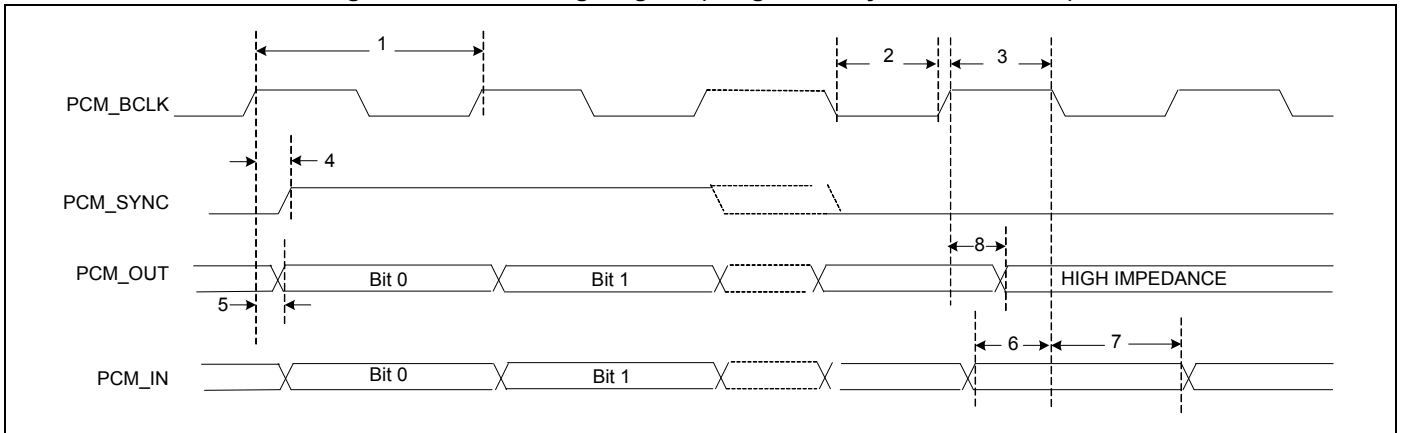 1
2
3
PCM_BCLK
4
PCM_SYNC
8
PCM_OUT
Bit 0
Bit 1
HIGH IMPEDANCE
5
6
7
PCM_IN
Bit 0
Bit 1